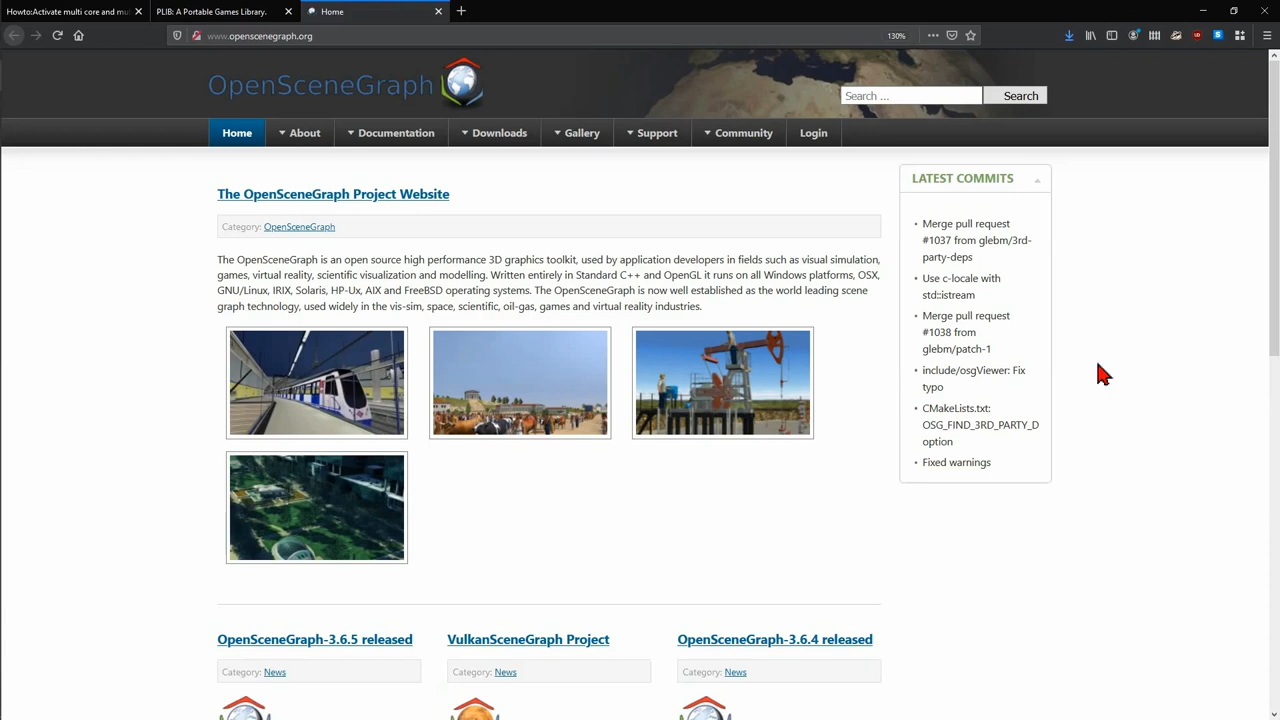 Howto:Activate multi core and mu
PLIB: A Portable Games Library.
Home
www.openscenegraph.org
130%
OpenSceneGraph
Search ...
Search
Home
About
Documentation
Downloads
Gallery
Support
Community
Login
The OpenSceneGraph Project Website
Category: OpenSceneGraph
The OpenSceneGraph is an open source high performance 3D graphics toolkit, used by application developers in fields such as visual simulation,
games, virtual reality, scientific visualization and modelling. Written entirely in Standard C++ and OpenGL it runs on all Windows platforms, OSX,
GNU/Linux, IRIX, Solaris, HP-Ux, AIX and FreeBSD operating systems. The OpenSceneGraph is now well established as the world leading scene
graph technology, used widely in the vis-sim, space, scientific, oil-gas, games and virtual reality industries.
LATEST COMMITS
Merge pull request
#1037 from glebm/3rd-
party-deps
Use c-locale with
std::istream
Merge pull request
#1038 from
glebm/patch-1
include/osgViewer: Fix
typo
CMakeLists.txt:
OSG_FIND_3RD_PARTY_D
option
Fixed warnings
OpenSceneGraph-3.6.5 released
Category: News
VulkanSceneGraph Project
Category: News
OpenSceneGraph-3.6.4 released
Category: News